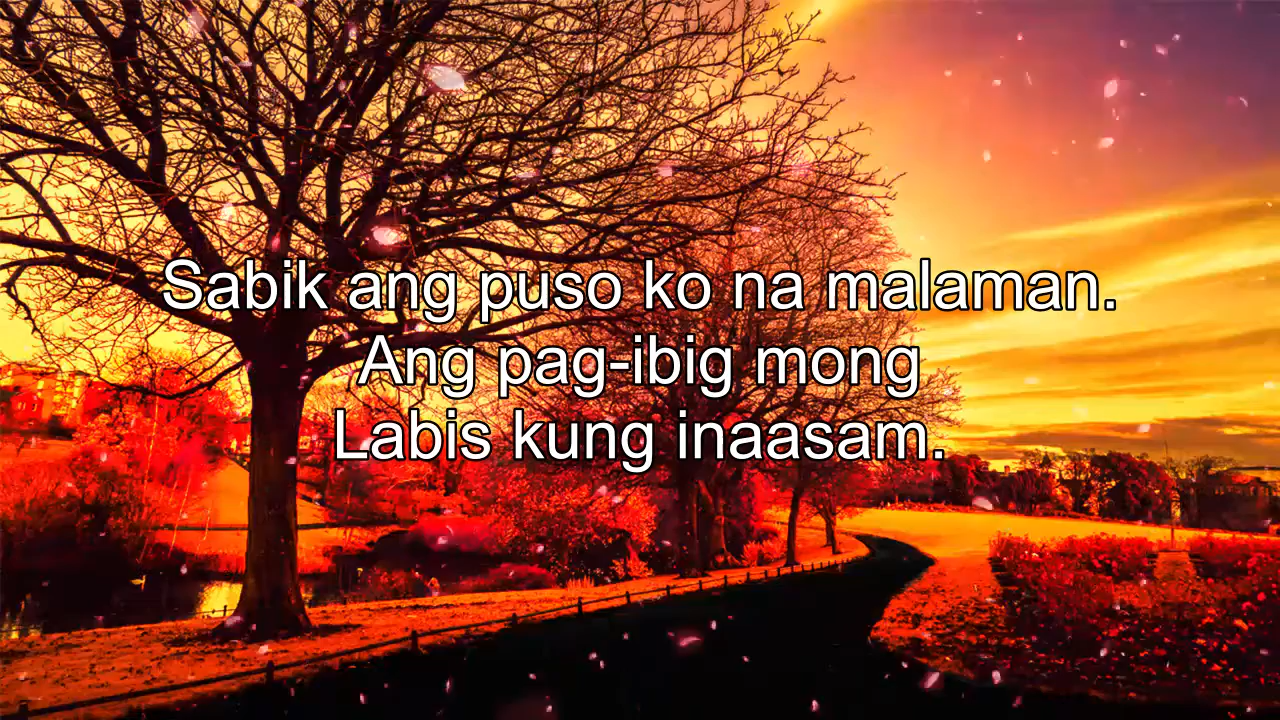 Sabik ang puso ko na malaman.
Ang pag-ibig mong
Labis kung inaasam.